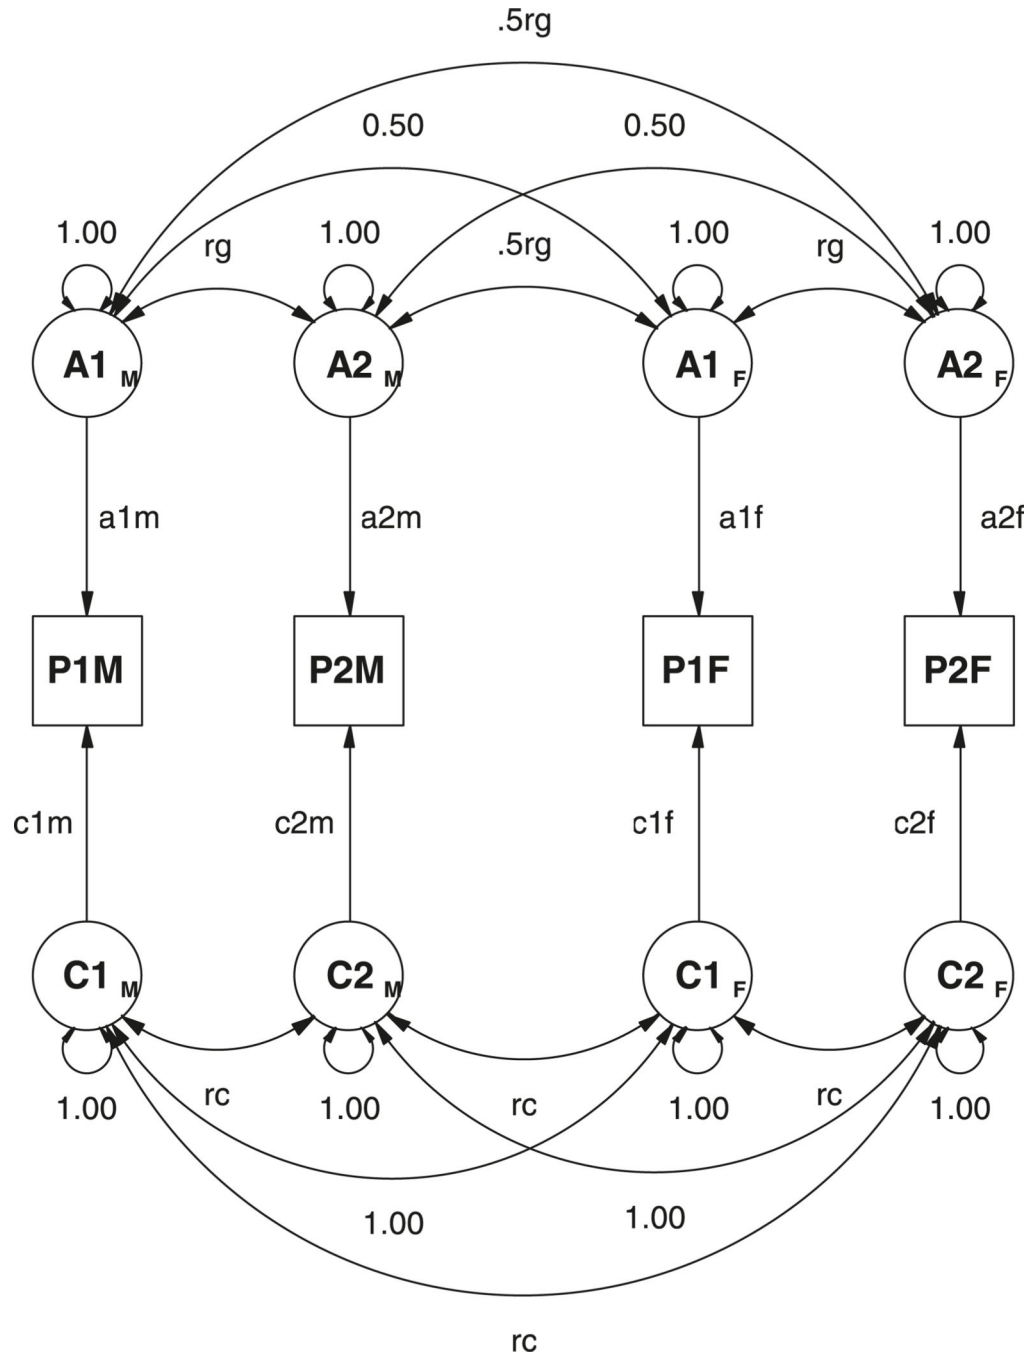 .5rg
0.50 0.50
1.00 rg 1.00 .5rg 1.00 rg 1.00
A1 M A2 M A1 F A2 F
a1m a2m a1f a2f
P1M P2M P1F P2F
c1m c2m c1f c2f
C1 M C2 M C1 F C2 F
1.00 rc 1.00 rc 1.00 rc 1.00
1.00 1.00
rc